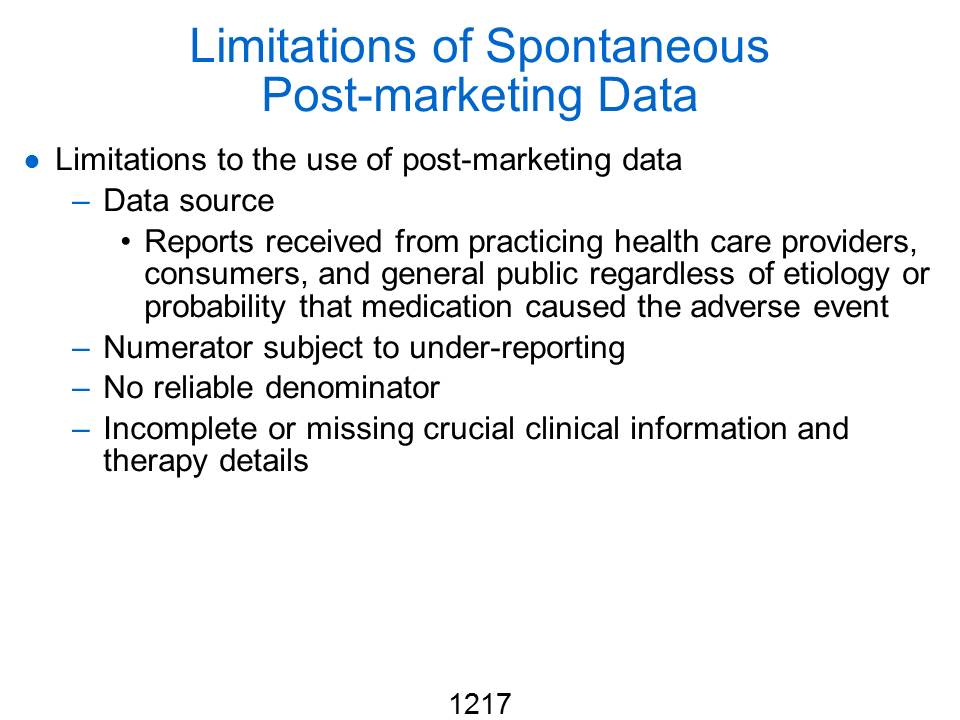 Limitations of Spontaneous
Post-marketing Data
● Limitations to the use of post-marketing data
– Data source
• Reports received from practicing health care providers,
consumers, and general public regardless of etiology or
probability that medication caused the adverse event
– Numerator subject to under-reporting
– No reliable denominator
– Incomplete or missing crucial clinical information and
therapy details
1217